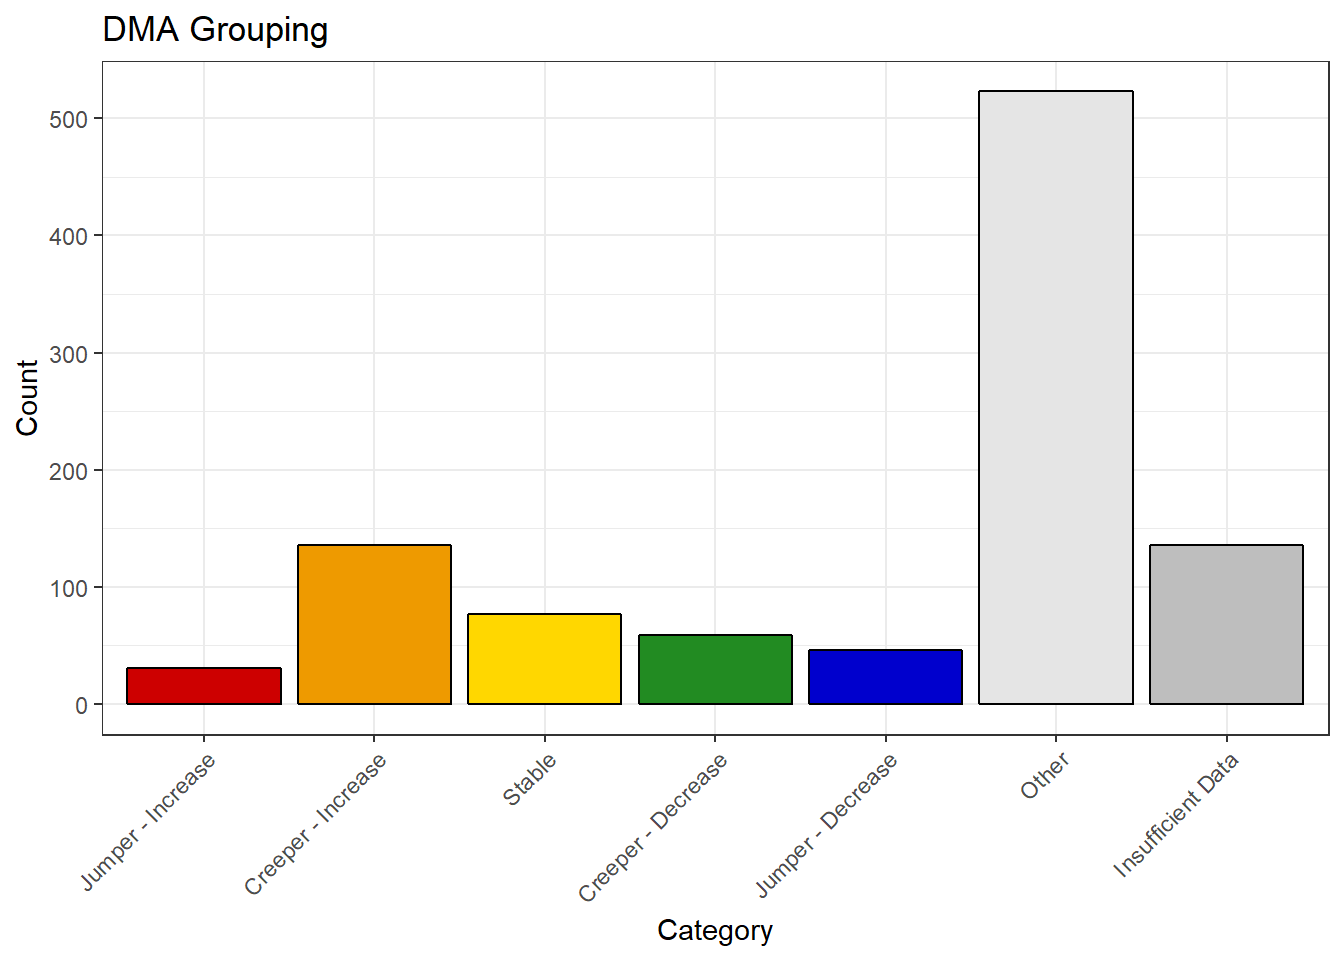 DMA Grouping
Count
500
400
300
200
100
0
Jumper - Increase
Creeper - Increase
Stable
Creeper - Decrease
Jumper - Decrease
Other
Insufficient Data
Category